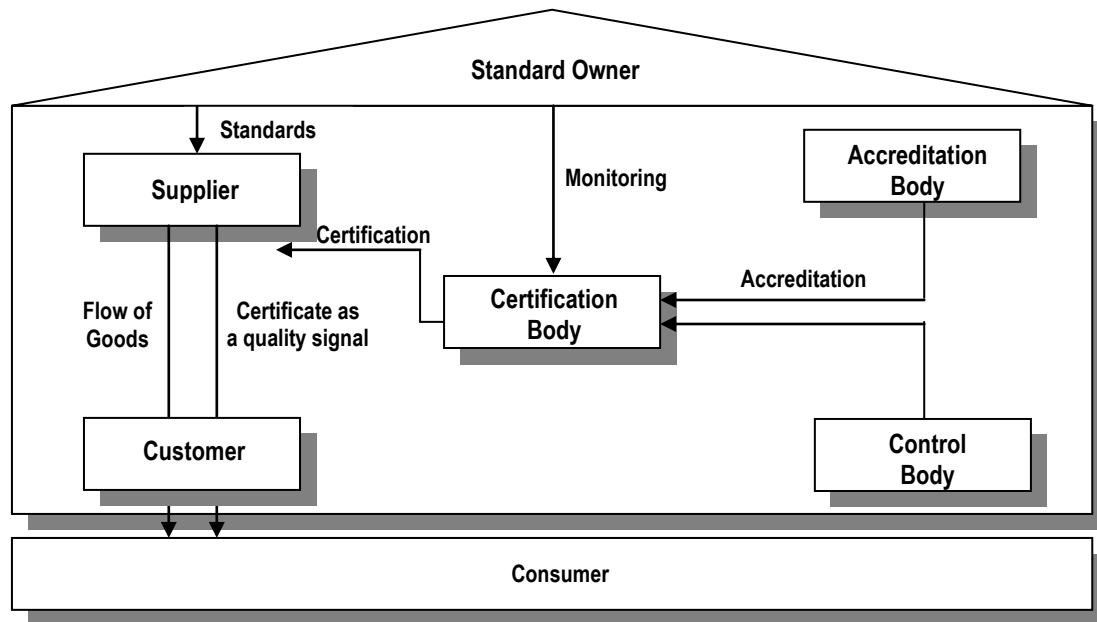 Standard Owner
Standards
Supplier
Monitoring
Accreditation
Body
Certification
Accreditation
Certification
Body
Flow of
Goods
Certificate as
a quality signal
Customer
Control
Body
Consumer